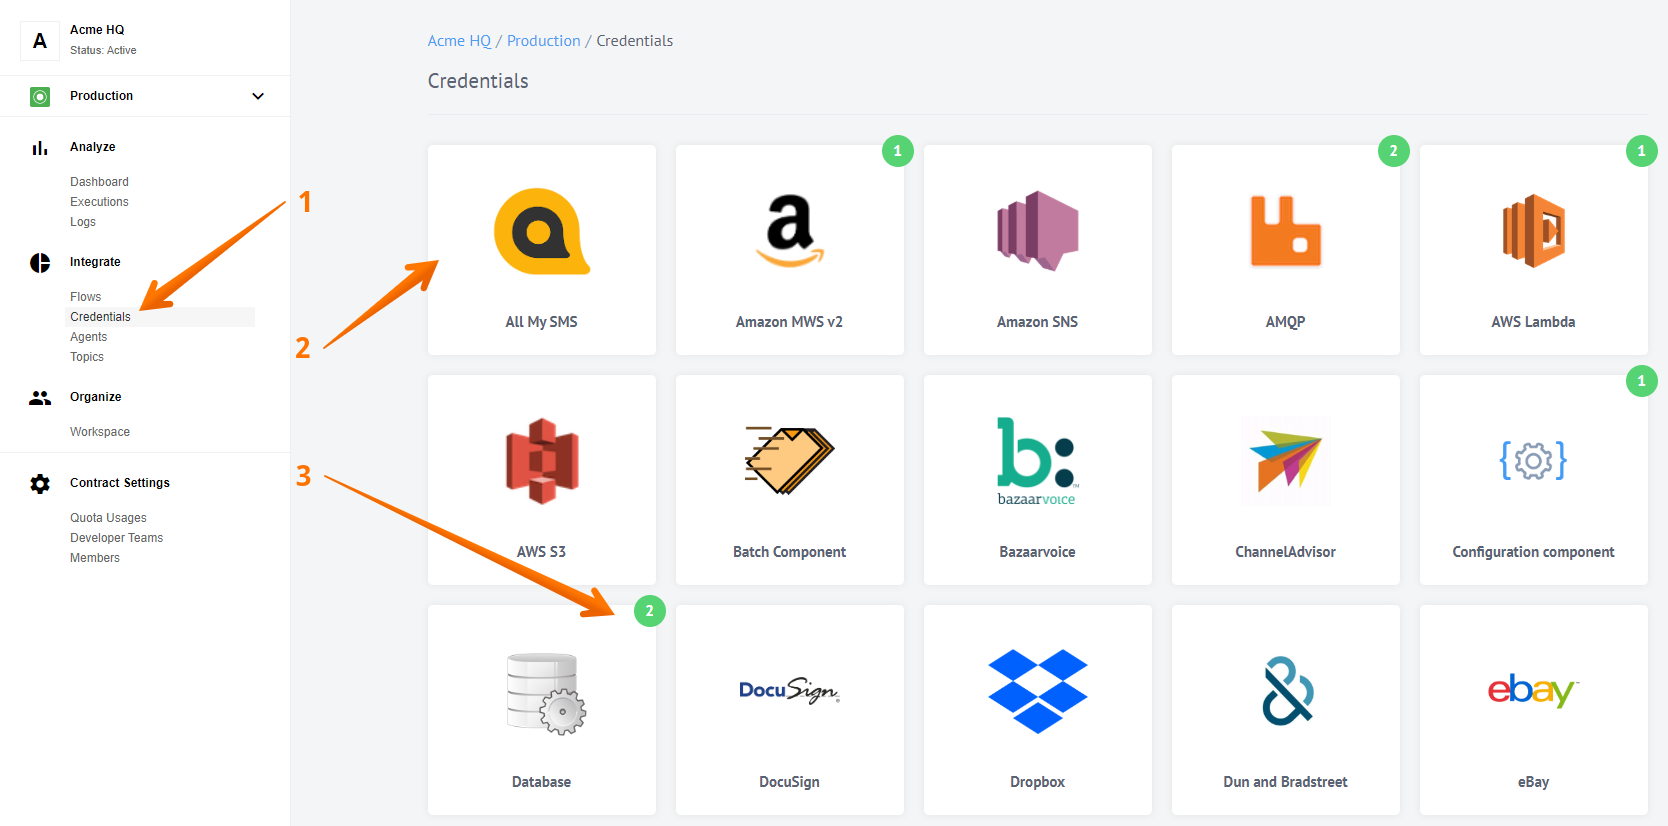 A
Acme HQ
Status: Active
Production
Analyze
Dashboard
Executions
Logs
Integrate
Flows
Credentials
Agents
Topics
Organize
Workspace
Contract Settings
Quota Usages
Developer Teams
Members
1
2
3
Acme HQ / Production / Credentials
Credentials
1
2
1
a
All My SMS
Amazon MWS v2
Amazon SNS
AMQP
AWS Lambda
1
b:
bazaarvoice™
AWS S3
Batch Component
Bazaarvoice
ChannelAdvisor
Configuration component
2
DocuSign
&
ebay™
Database
DocuSign
Dropbox
Dun and Bradstreet
eBay